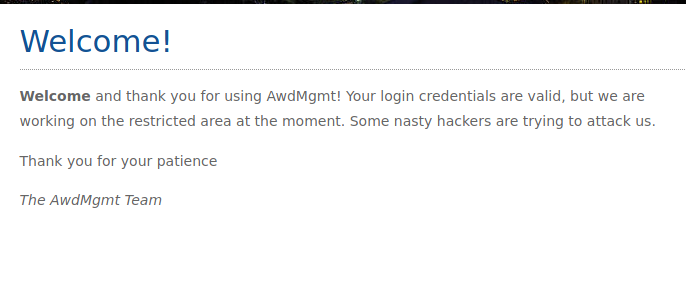 Welcome!
Welcome and thank you for using AwdMgmt! Your login credentials are valid, but we are
working on the restricted area at the moment. Some nasty hackers are trying to attack us.
Thank you for your patience
The AwdMgmt Team